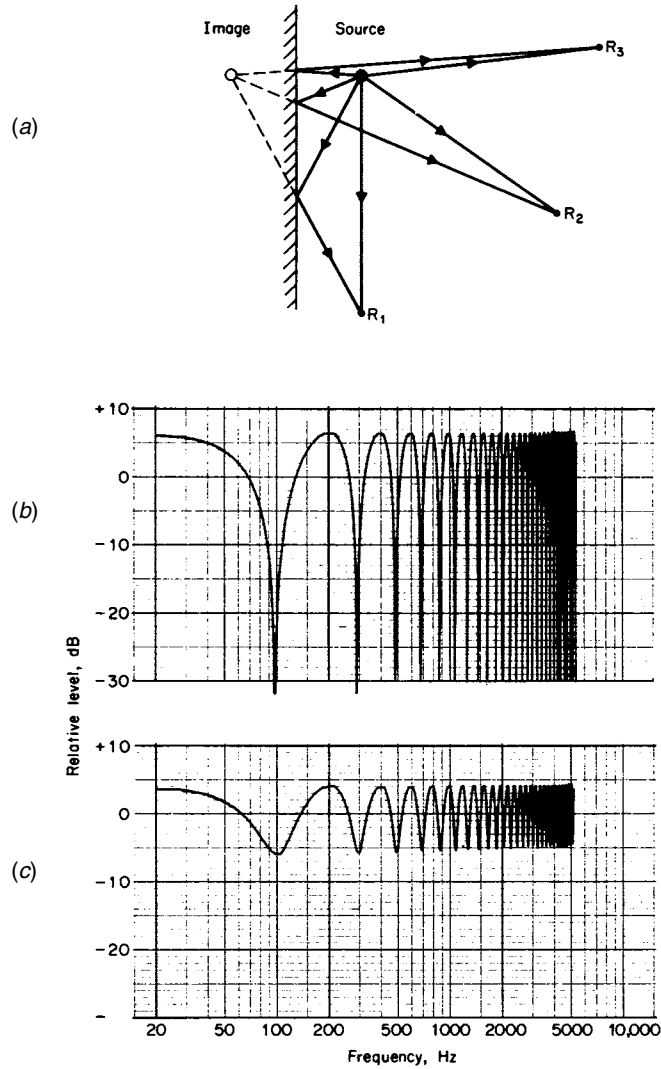 Image Source
R3
(a)
R2
R1
+10
0
(b)
-10
-20
-30
Relative level, dB
+10
0
(c)
-10
-20
-
20 50 100 200 500 1000 2000 5000 10,000
Frequency, Hz